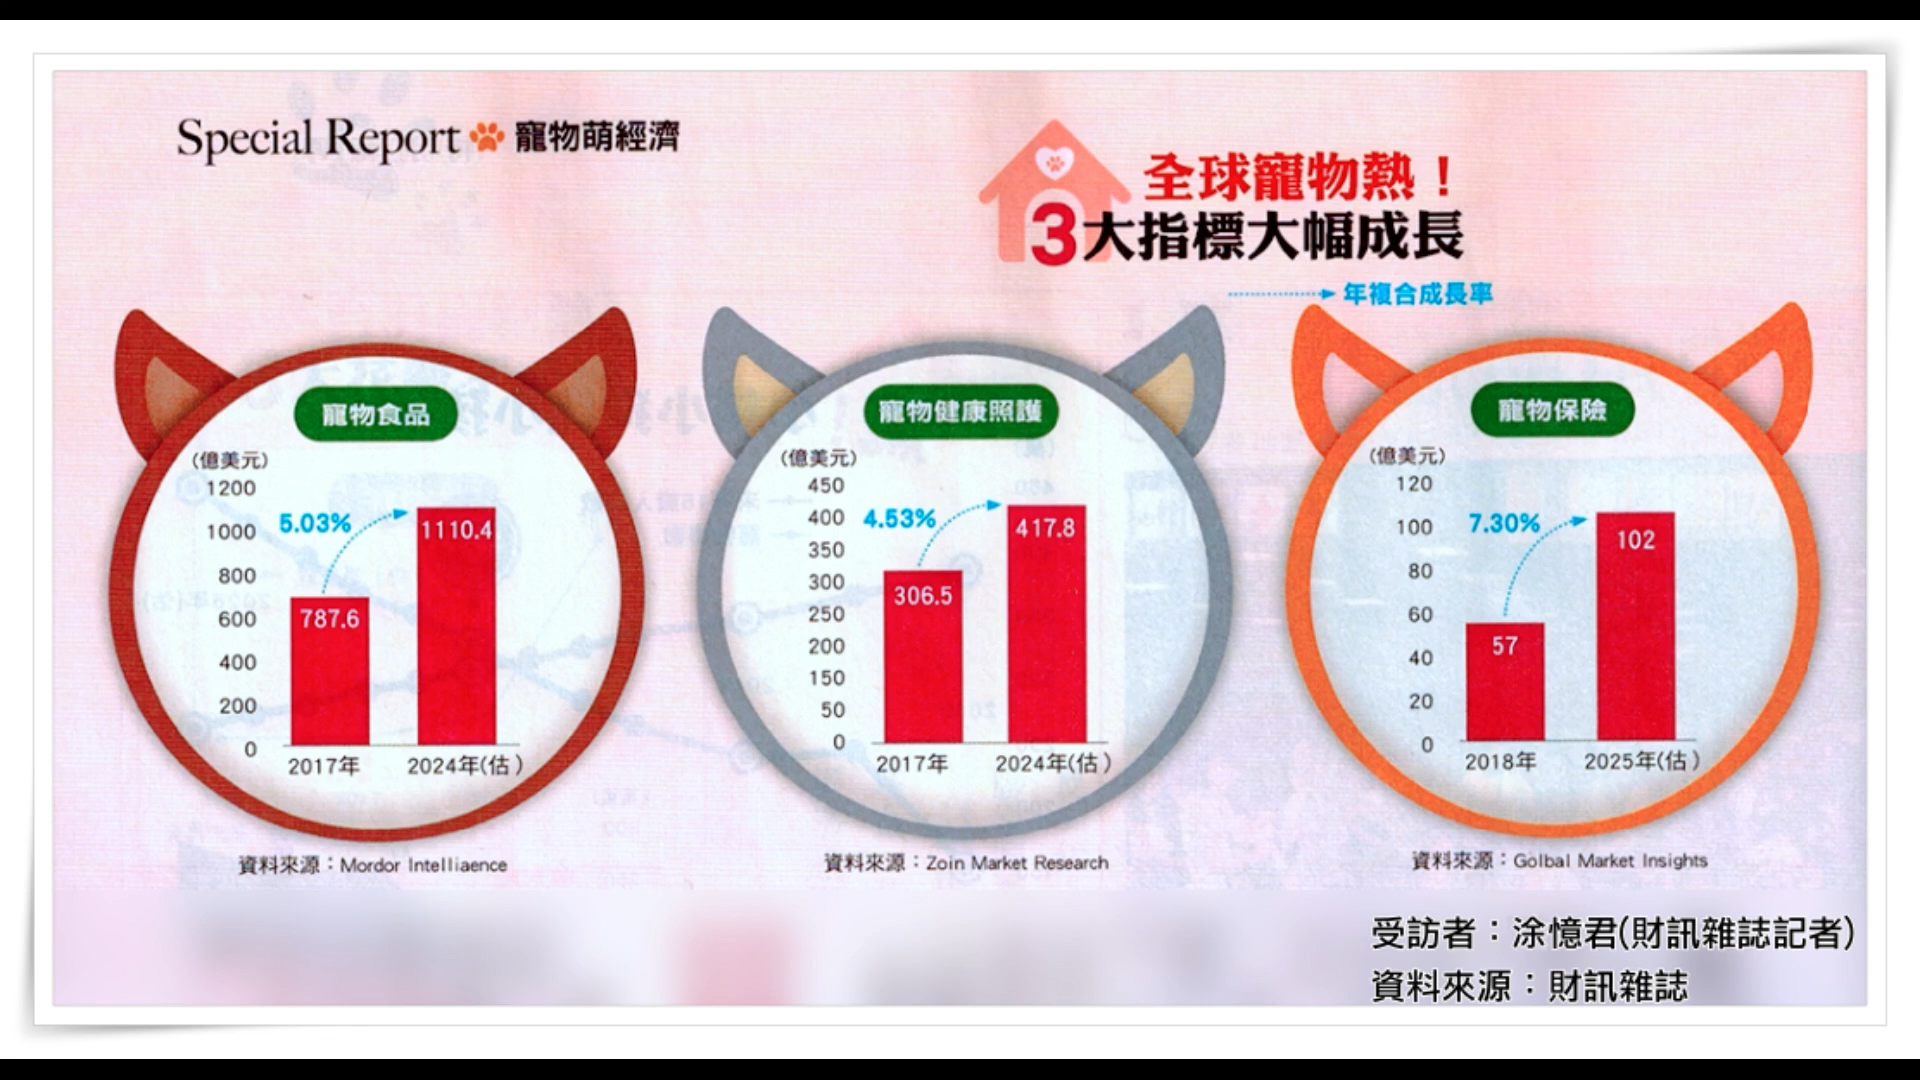 Special Report 寵物萌經濟
全球寵物熱！
3大指標大幅成長
年複合成長率
寵物食品
(億美元)
1200
1000
800
600
400
200
0
5.03%
787.6
1110.4
2017年
2024年(估)
資料來源：Mordor Intelliaence
寵物健康照護
(億美元)
450
400
350
300
250
200
150
50
0
4.53%
306.5
417.8
2017年
2024年(估)
資料來源：Zoin Market Research
寵物保險
(億美元)
120
100
80
60
40
20
0
7.30%
57
102
2018年
2025年(估)
資料來源：Golbal Market Insights
受訪者：涂憶君(財訊雜誌記者)
資料來源：財訊雜誌